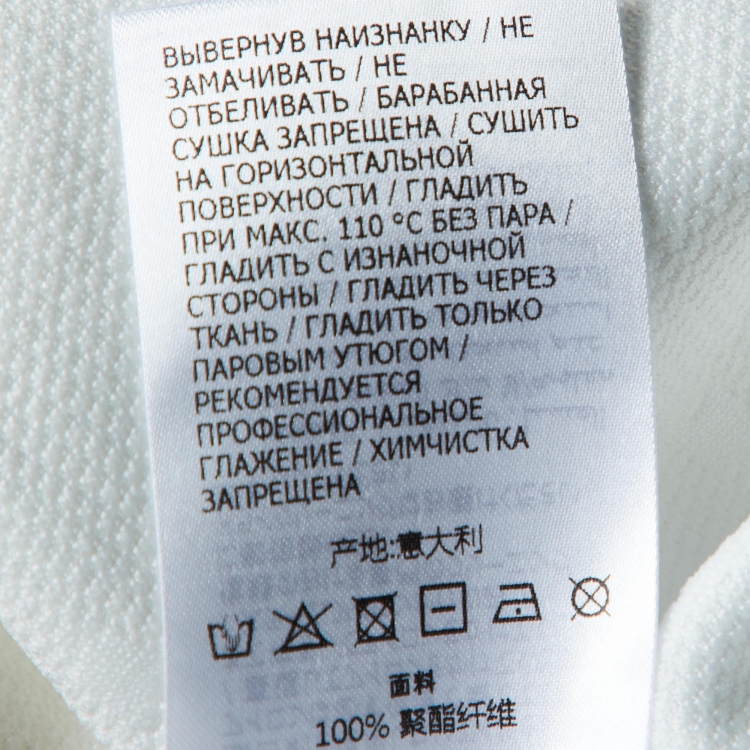 ВЫВЕРНУВ НАИЗНАНКУ / НЕ
ЗАМАЧИВАТЬ / НЕ
ОТБЕЛИВАТЬ / БАРАБАННАЯ
СУШКА ЗАПРЕЩЕНА / СУШИТЬ
НА ГОРИЗОНТАЛЬНОЙ
ПОВЕРХНОСТИ / ГЛАДИТЬ
ПРИ МАКС. 110 °C БЕЗ ПАРА /
ГЛАДИТЬ С ИЗНАНОЧНОЙ
СТОРОНЫ / ГЛАДИТЬ ЧЕРЕЗ
ТКАНЬ / ГЛАДИТЬ ТОЛЬКО
ПАРОВЫМ УТЮГОМ /
РЕКОМЕНДУЕТСЯ
ПРОФЕССИОНАЛЬНОЕ
ГЛАЖЕНИЕ / ХИМЧИСТКА
ЗАПРЕЩЕНА
产地:意大利
面料
100% 聚酯纤维